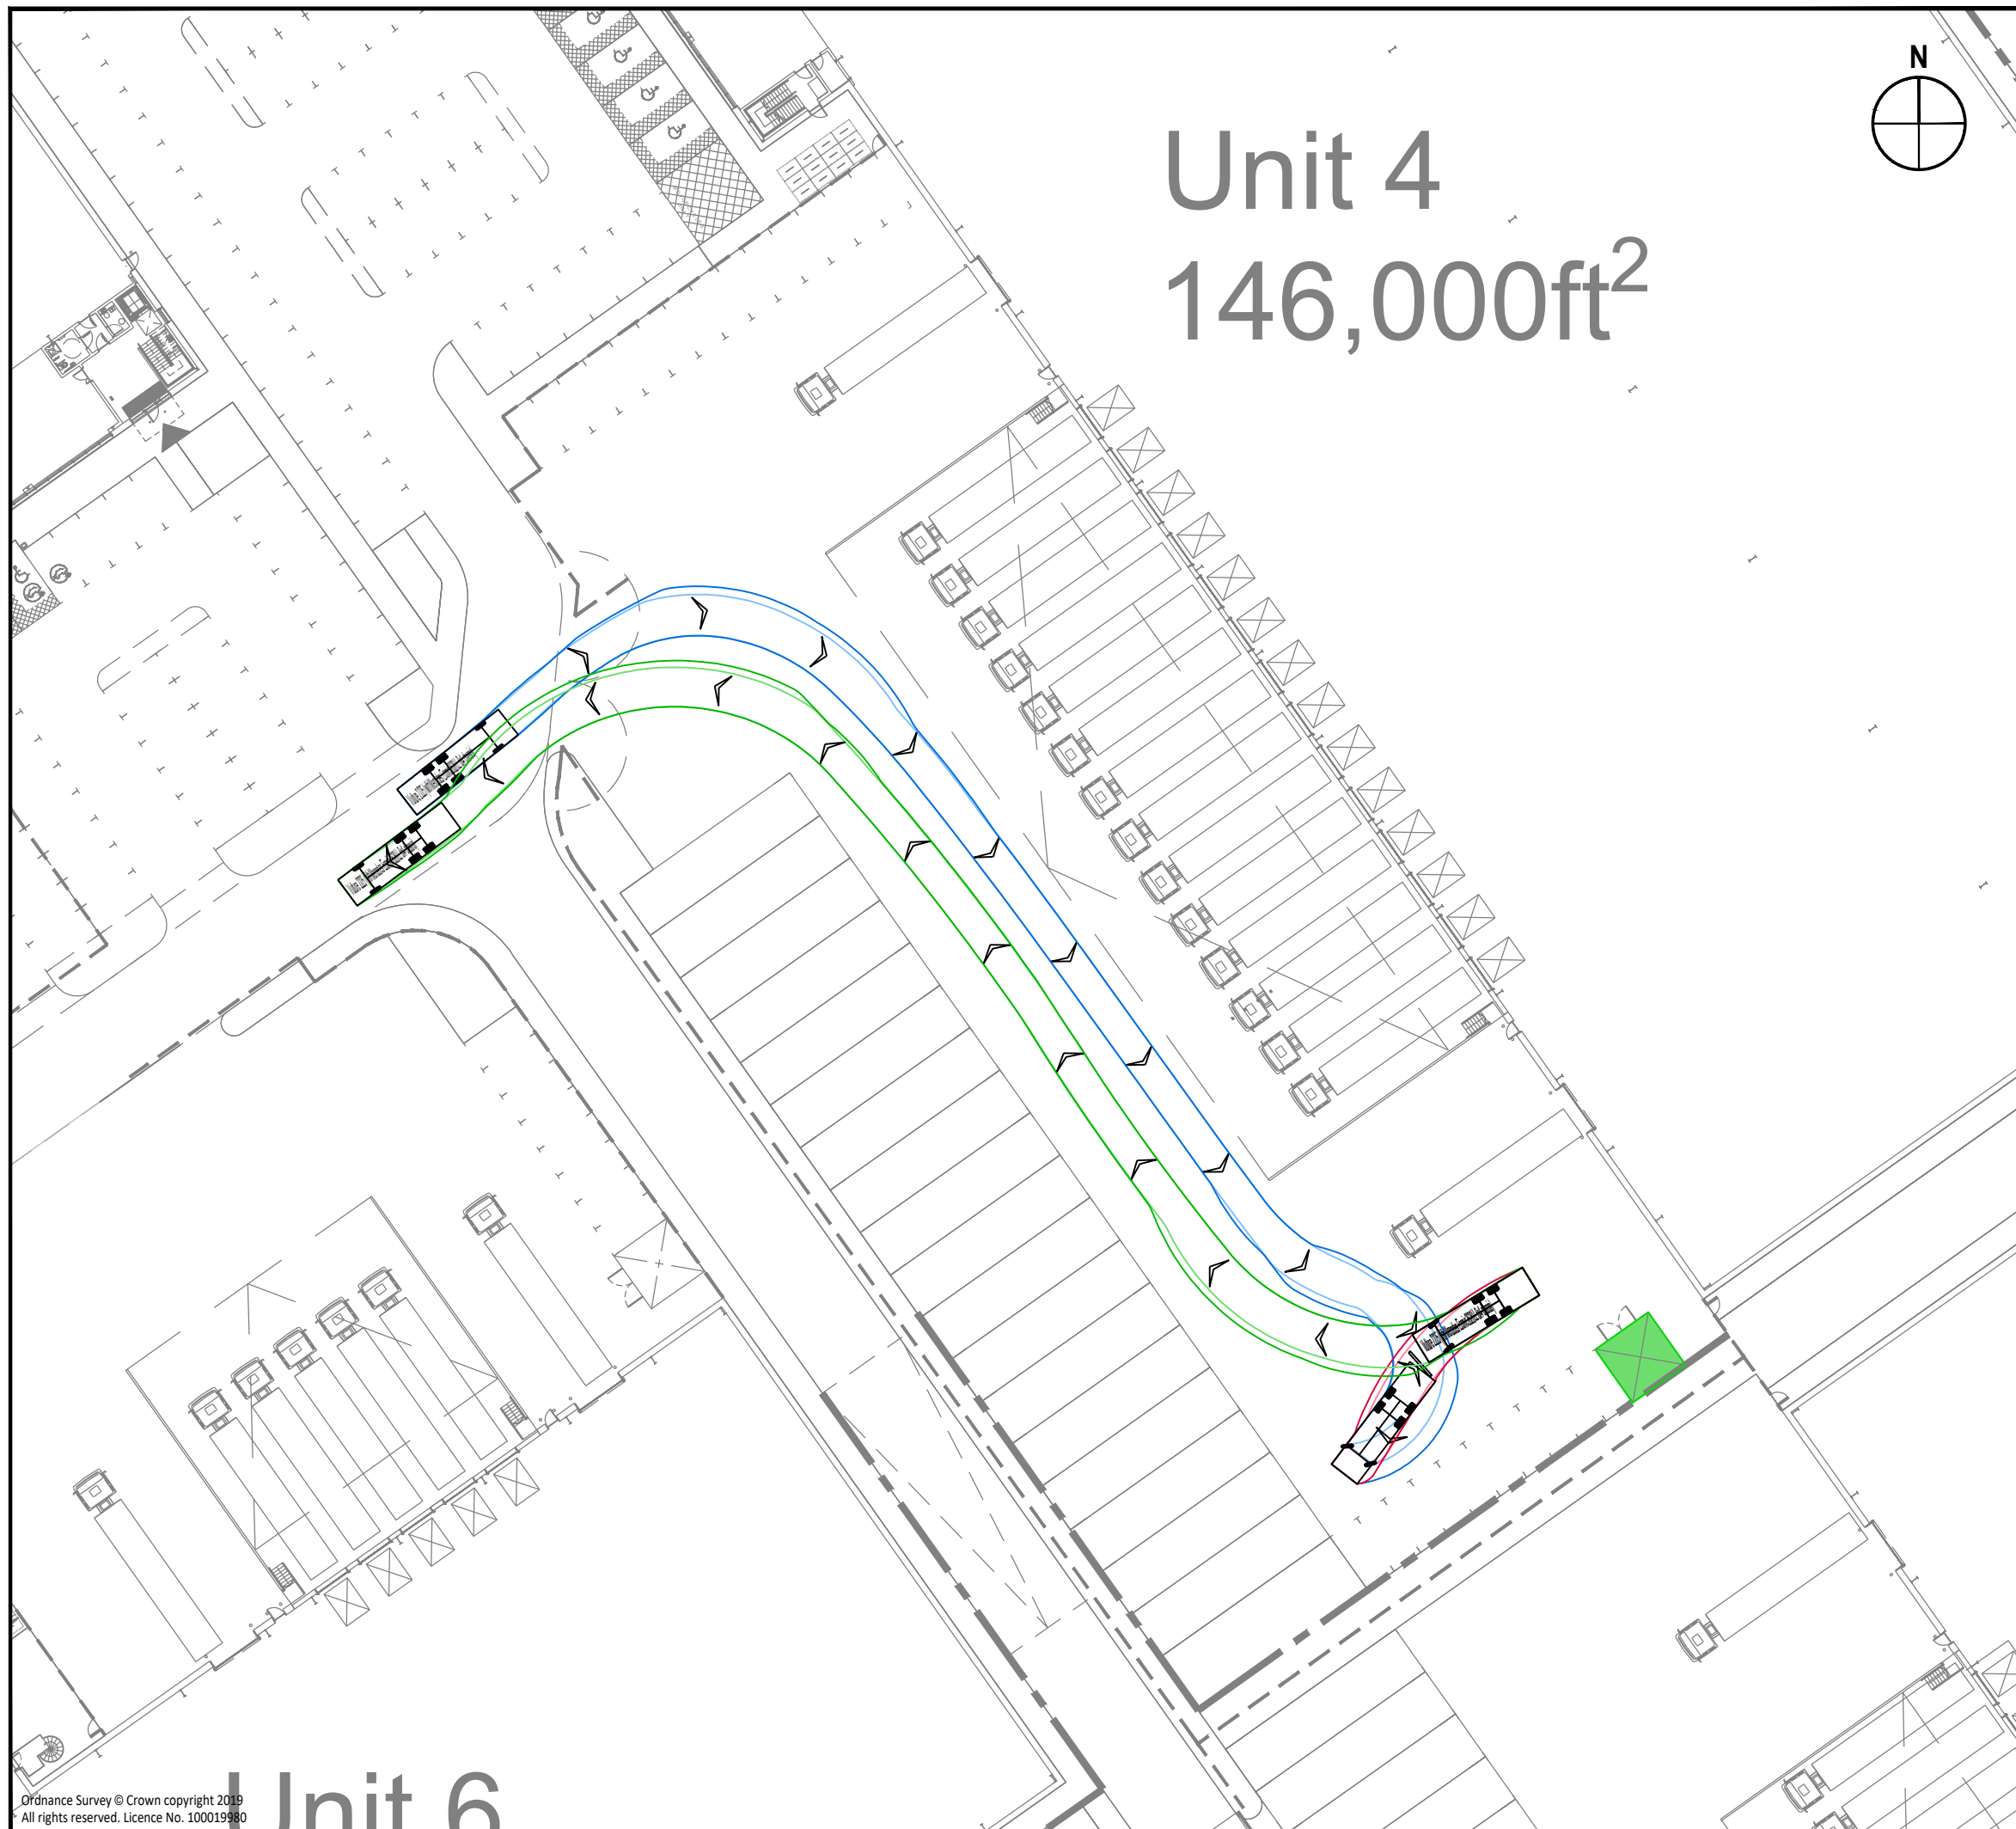 N
Unit 4
146,000ft²
Unit 6
Ordnance Survey © Crown copyright 2019
All rights reserved. Licence No. 100019980